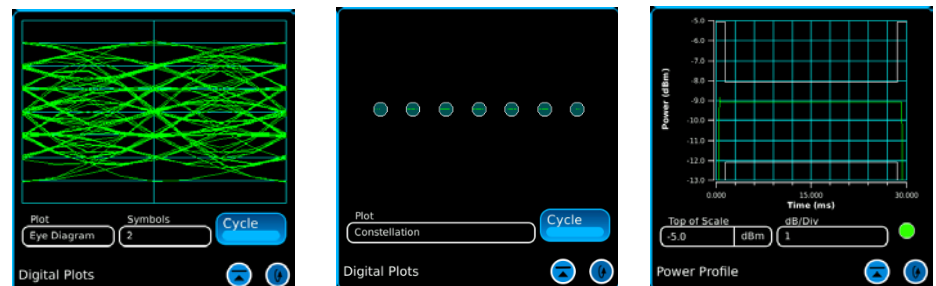 Plot
Symbols
Eye Diagram
2
Cycle
Digital Plots
Plot
Constellation
Cycle
Digital Plots
-5.0
-6.0
-7.0
-8.0
-9.0
-10.0
-11.0
-12.0
-13.0
Power (dBm)
0.000
15.000
30.000
Time (ms)
Top of Scale
dB/Div
-5.0
dBm
1
Power Profile